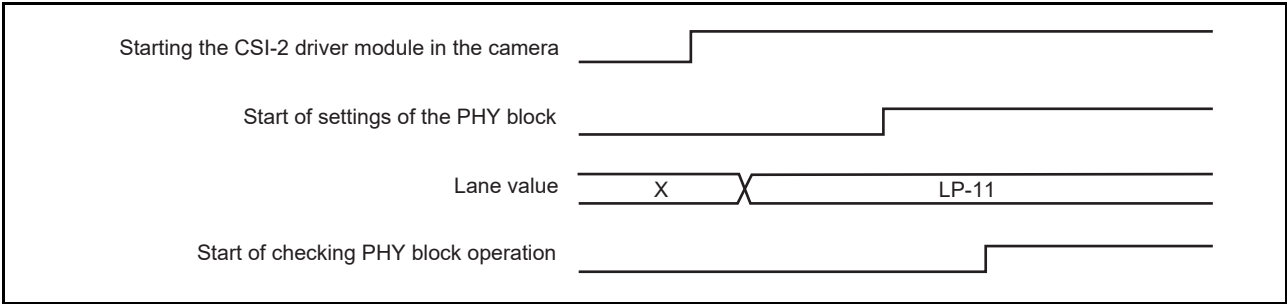 Starting the CSI-2 driver module in the camera
Start of settings of the PHY block
Lane value
X
LP-11
Start of checking PHY block operation